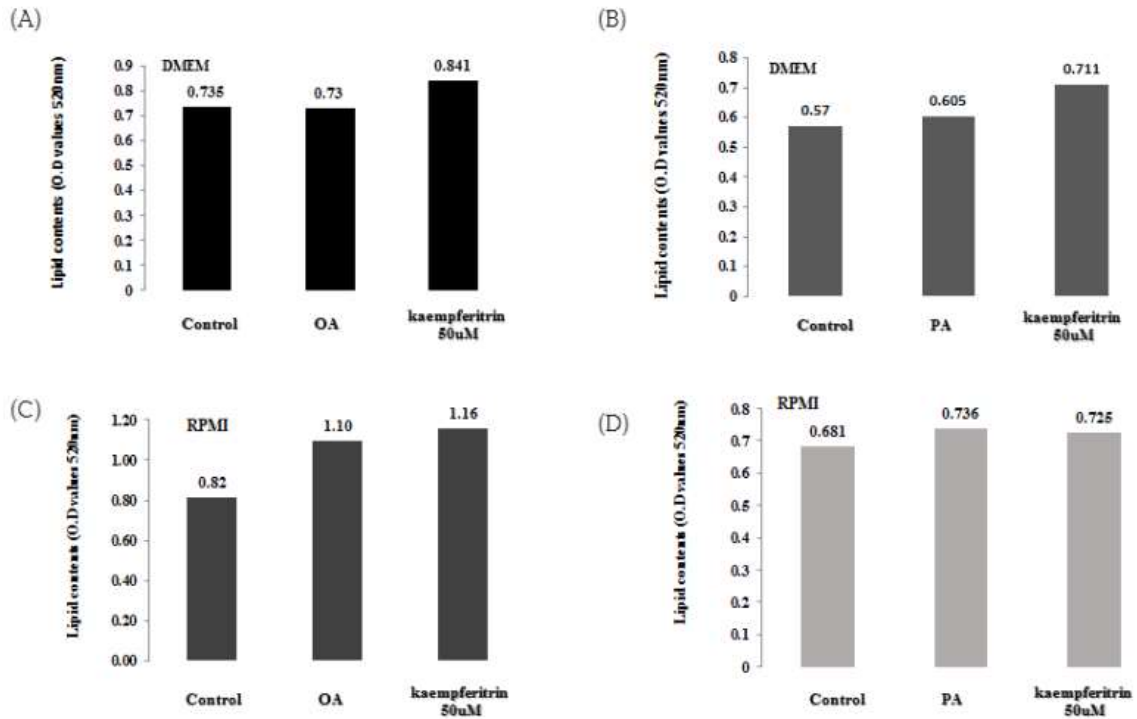 (A)
Lipid contents (O.D values 520nm)
DMEM
0.9
0.8
0.7
0.6
0.5
0.4
0.3
0.2
0.1
0
0.735
0.73
0.841
Control
OA
kaempferitrin
50uM
(B)
Lipid contents (O.D values 520nm)
DMEM
0.8
0.7
0.6
0.5
0.4
0.3
0.2
0.1
0
0.57
0.605
0.711
Control
PA
kaempferitrin
50uM
(C)
Lipid contents (O.D values 520nm)
RPMI
1.20
1.00
0.80
0.60
0.40
0.20
0.00
0.82
1.10
1.16
Control
OA
kaempferitrin
50uM
(D)
Lipid contents (O.D values 520nm)
RPMI
0.8
0.7
0.6
0.5
0.4
0.3
0.2
0.1
0
0.681
0.736
0.725
Control
PA
kaempferitrin
50uM